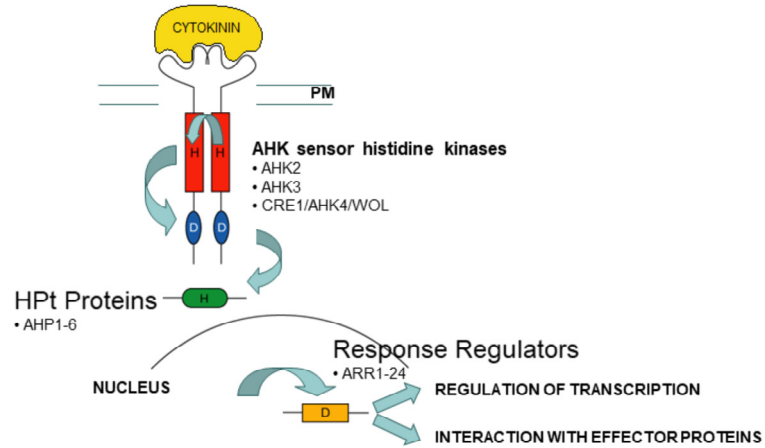 CYTOKININ
PM
H H
AHK sensor histidine kinases
• AHK2
• AHK3
• CRE1/AHK4/WOL
D D
HPt Proteins
• AHP1-6
H
Response Regulators
• ARR1-24
NUCLEUS
REGULATION OF TRANSCRIPTION
D
INTERACTION WITH EFFECTOR PROTEINS